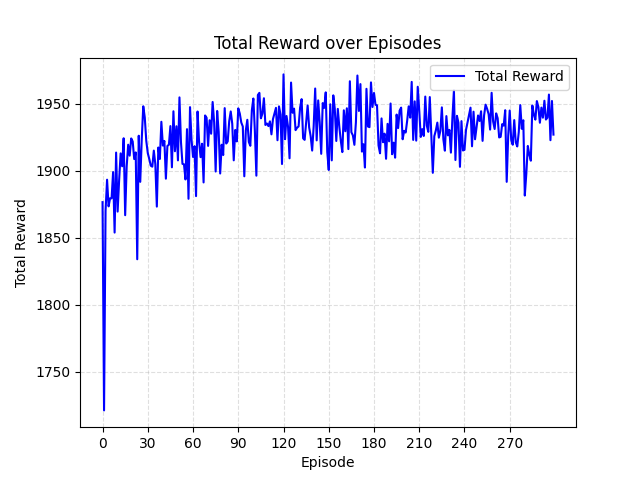 Total Reward over Episodes
Total Reward
1950
1900
1850
1800
1750
Total Reward
0 30 60 90 120 150 180 210 240 270
Episode